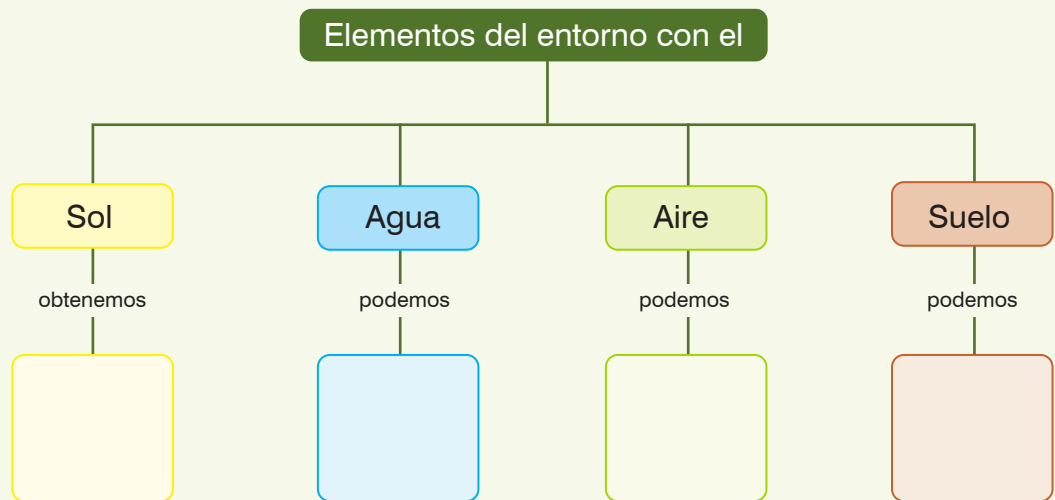 Elementos del entorno con el
Sol
Agua
Aire
Suelo
obtenemos
podemos
podemos
podemos